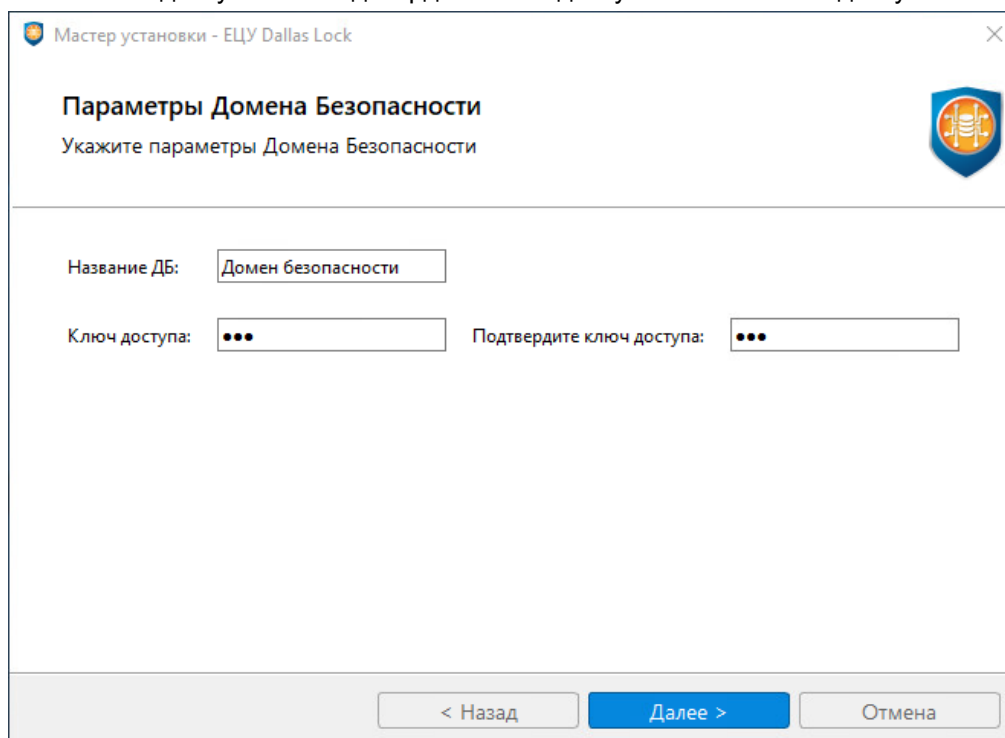 Мастер установки - ЕЦУ Dallas Lock
Параметры Домена Безопасности
Укажите параметры Домена Безопасности
Название ДБ: Домен безопасности
Ключ доступа: ●●● Подтвердите ключ доступа: ●●●
< Назад Далее > Отмена